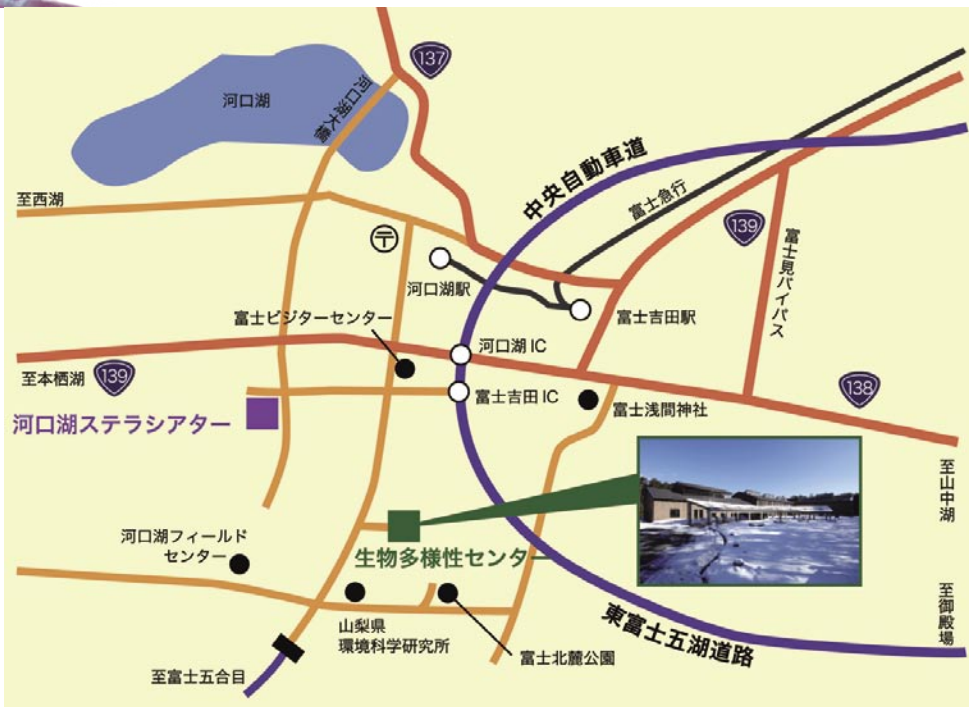 137
河口湖
河口湖大橋
中央自動車道
至西湖
富士急行
139
〒
河口湖駅
富士見バイパス
富士ビジターセンター
富士吉田駅
河口湖 IC
至本栖湖
139
138
富士吉田 IC
富士浅間神社
河口湖ステラシアター
至山中湖
河口湖フィールド
センター
生物多様性センター
山梨県
環境科学研究所
東富士五湖道路
至御殿場
富士北麓公園
至富士五合目